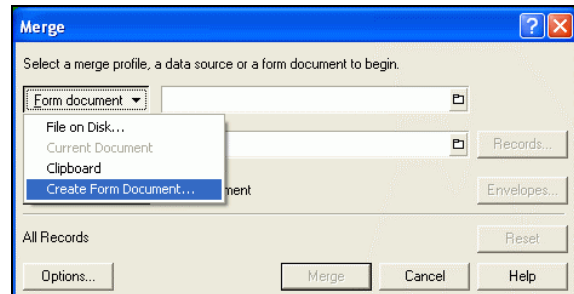 Merge
Select a merge profile, a data source or a form document to begin.
Form document
File on Disk...
Current Document
Clipboard
Create Form Document...
Records...
ment
Envelopes...
All Records
Reset
Options...
Merge
Cancel
Help